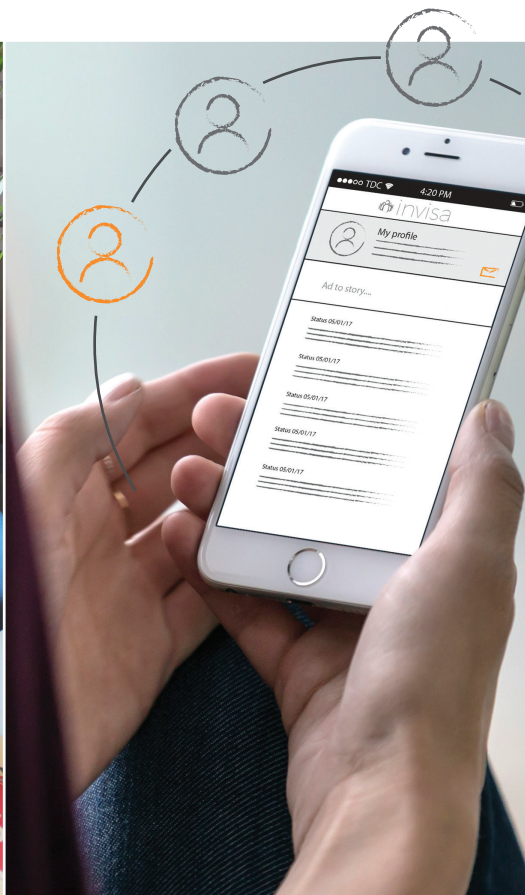 TDC 4:20 PM
invisa
My profile
Ad to story....
Status 05/01/17
Status 05/01/17
Status 05/01/17
Status 05/01/17
Status 05/01/17